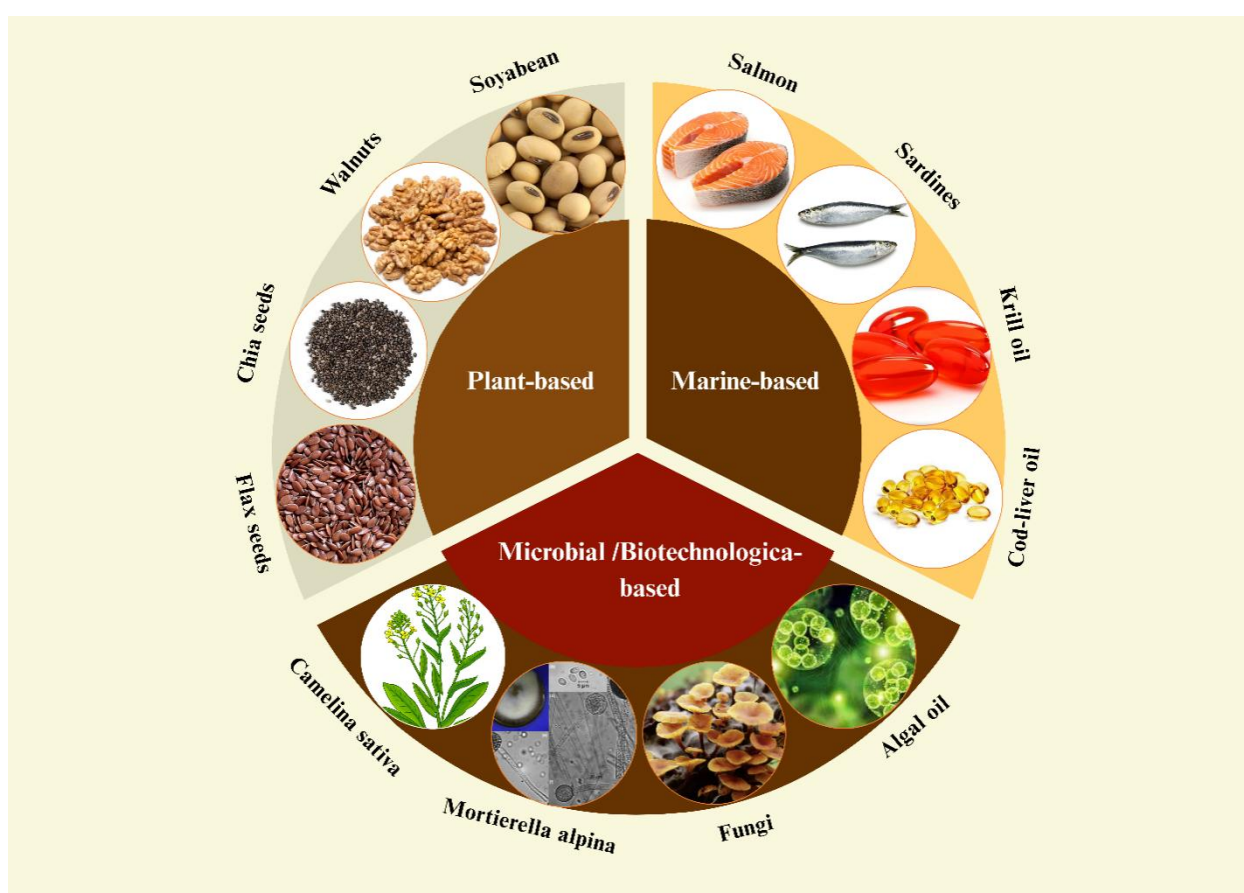 Soyabean
Walnuts
Chia seeds
Flax seeds
Plant-based
Salmon
Sardines
Krill oil
Cod-liver oil
Marine-based
Microbial /Biotechnologica-
based
Camelina sativa
Mortierella alpina
Fungi
Algal oil